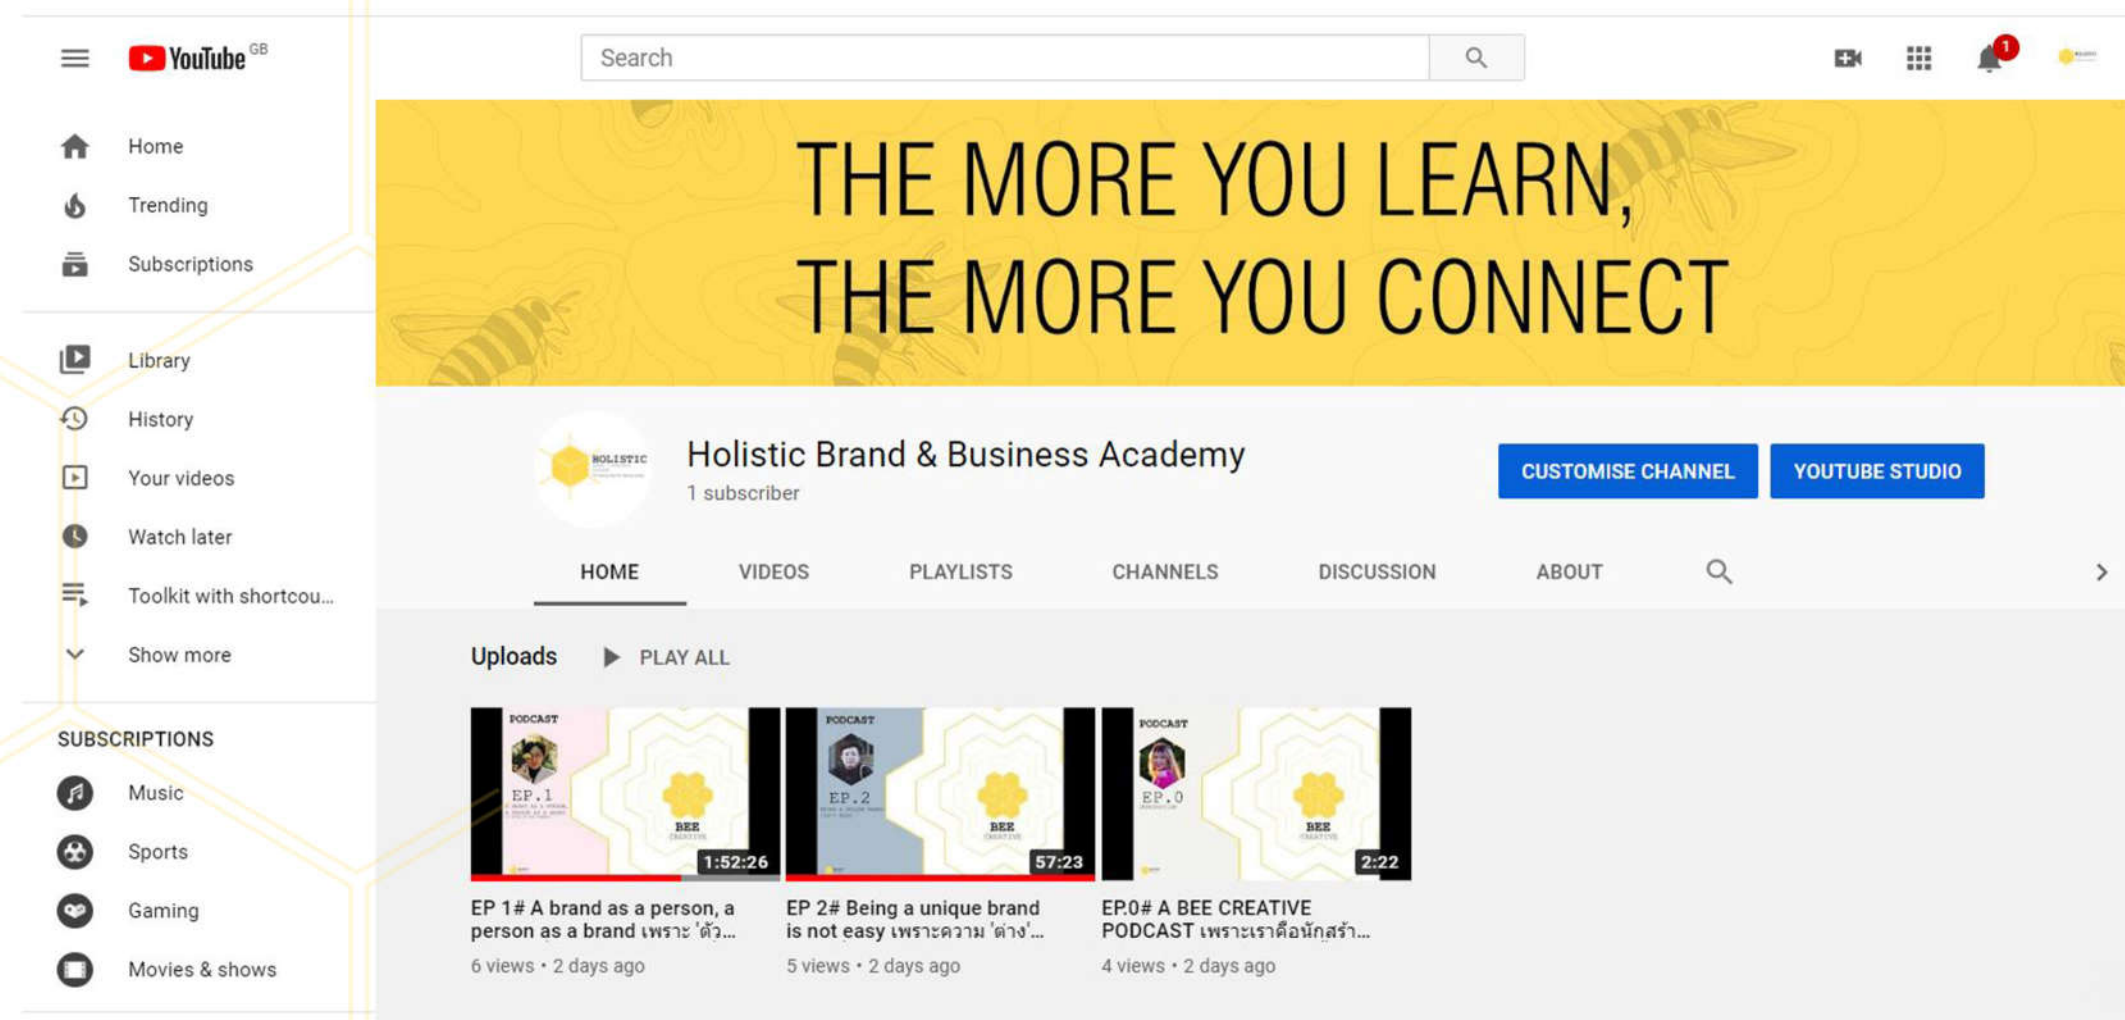 YouTube GB
Search
1
Home
Trending
Subscriptions
Library
History
Your videos
Watch later
Toolkit with shortcou...
Show more
SUBSCRIPTIONS
Music
Sports
Gaming
Movies & shows
THE MORE YOU LEARN,
THE MORE YOU CONNECT
HOLISTIC
Holistic Brand & Business Academy
1 subscriber
CUSTOMISE CHANNEL
YOUTUBE STUDIO
HOME VIDEOS PLAYLISTS CHANNELS DISCUSSION ABOUT
Uploads PLAY ALL
PODCAST
EP.1
BEE
CREATIVE
1:52:26
EP 1# A brand as a person, a
person as a brand เพราะ 'ตัว...
6 views • 2 days ago
PODCAST
EP.2
BEE
CREATIVE
57:23
EP 2# Being a unique brand
is not easy เพราะความ 'ต่าง'...
5 views • 2 days ago
PODCAST
EP.0
BEE
CREATIVE
2:22
EP.0# A BEE CREATIVE
PODCAST เพราะเราคือนักสร้า...
4 views • 2 days ago